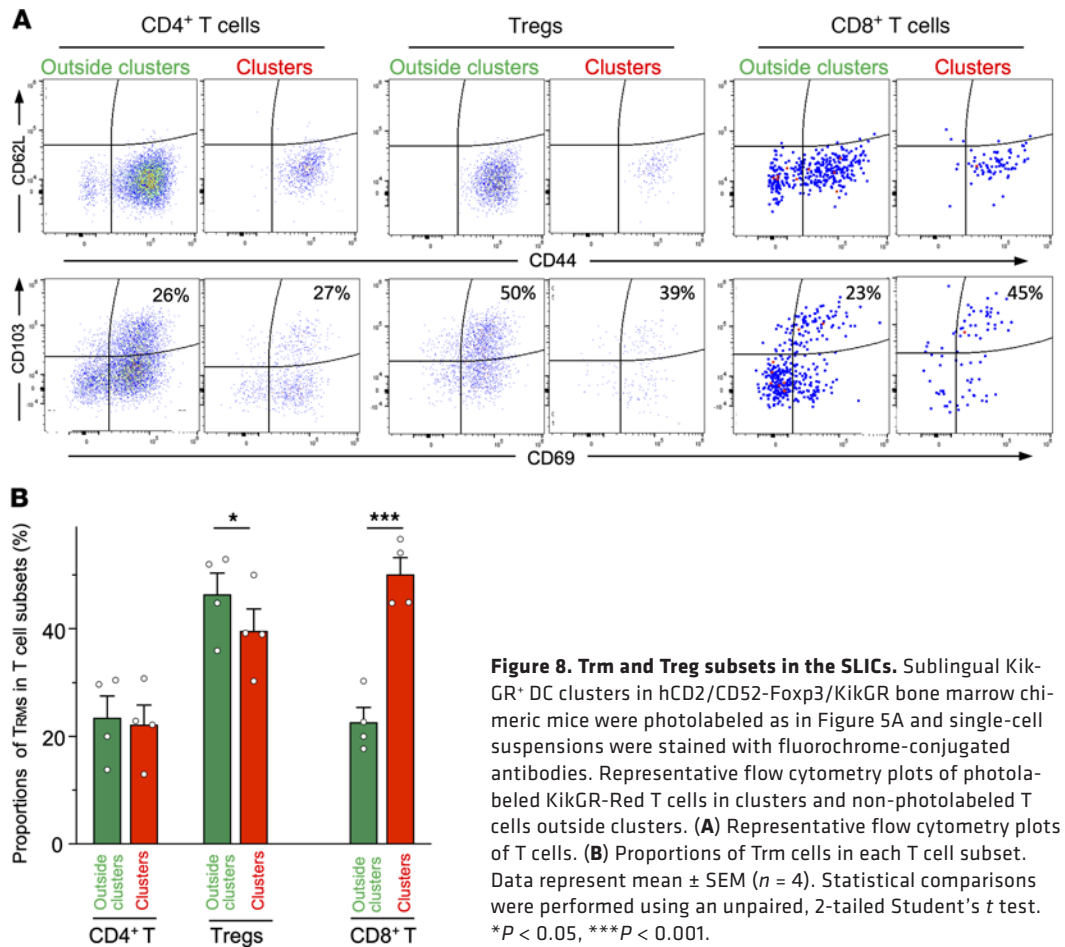 A
CD4+ T cells
Tregs
CD8+ T cells
Outside clusters
Clusters
Outside clusters
Clusters
Outside clusters
Clusters
CD62L
CD44
26%
27%
50%
39%
23%
45%
CD103
CD69
B
Proportions of TRMS in T cell subsets (%)
40
20
0
*
***
Outside
clusters
Clusters
Outside
clusters
Clusters
Outside
clusters
Clusters
CD4+ T
Tregs
CD8+ T
Figure 8. Trm and Treg subsets in the SLICs. Sublingual Kik-
GR+ DC clusters in hCD2/CD52-Foxp3/KikGR bone marrow chi-
meric mice were photolabeled as in Figure 5A and single-cell
suspensions were stained with fluorochrome-conjugated
antibodies. Representative flow cytometry plots of photola-
beled KikGR-Red T cells in clusters and non-photolabeled T
cells outside clusters. (A) Representative flow cytometry plots
of T cells. (B) Proportions of Trm cells in each T cell subset.
Data represent mean ± SEM (n = 4). Statistical comparisons
were performed using an unpaired, 2-tailed Student's t test.
*P < 0.05, ***P < 0.001.